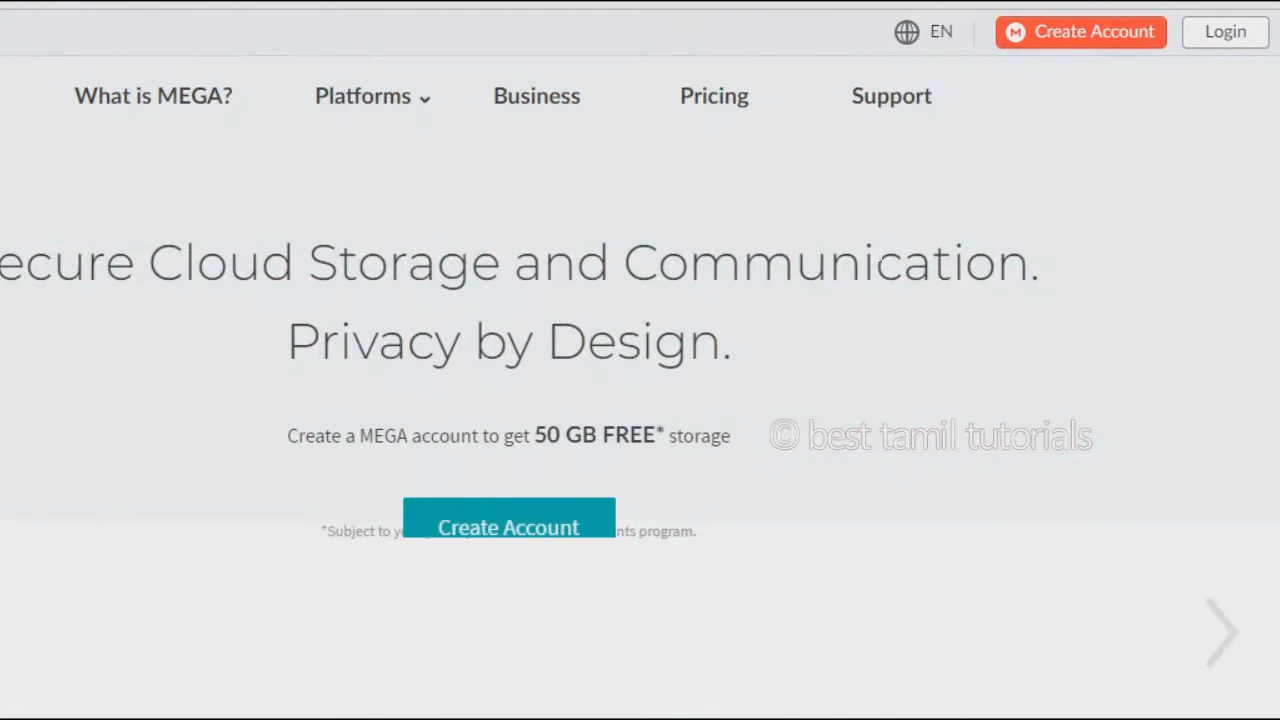 EN Create Account Login
What is MEGA? Platforms Business Pricing Support
ecure Cloud Storage and Communication.
Privacy by Design.
Create a MEGA account to get 50 GB FREE* storage
© best tamil tutorials
Create Account
*Subject to nts program.